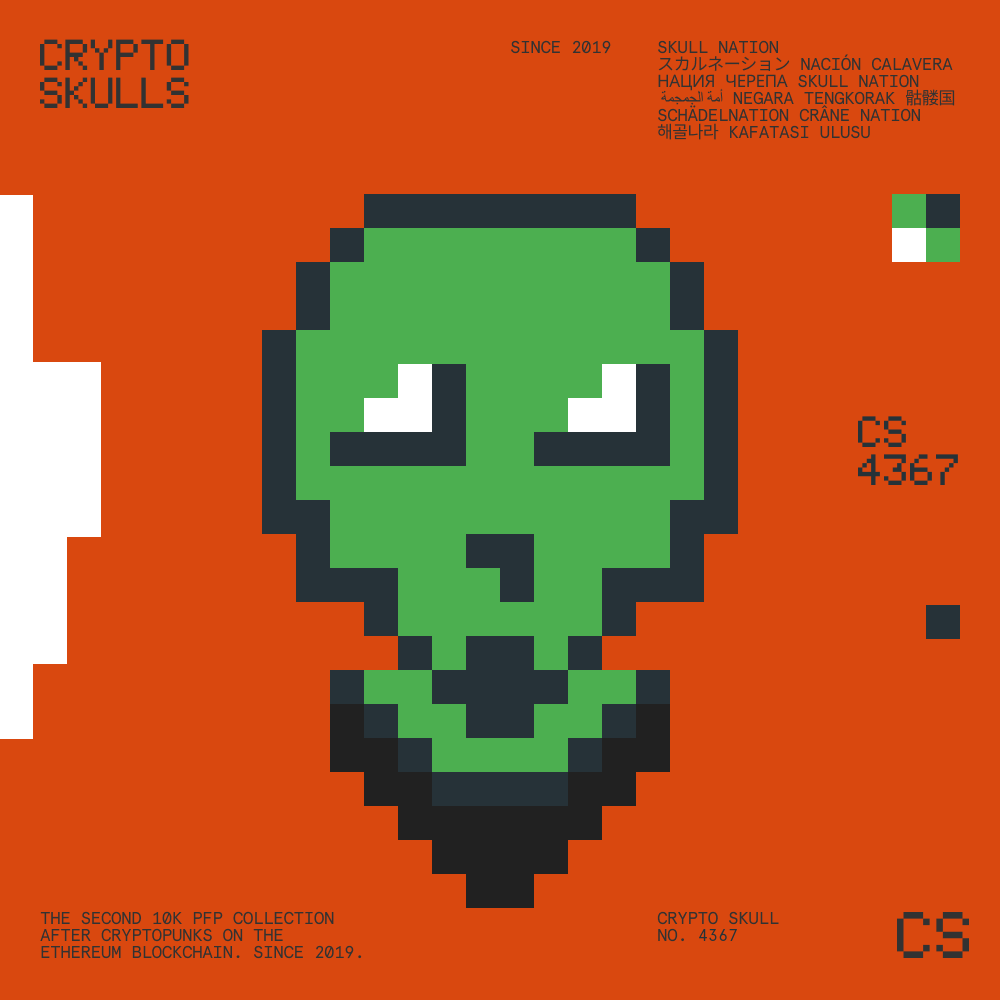 CRYPTO
SKULLS
SINCE 2019
SKULL NATION
スカルネーション NACIÓN CALAVERA
НАЦИЯ ЧЕРЕПА SKULL NATION
أمة الجمجمة NEGARA TENGKORAK 骷髅国
SCHÄDELNATION CRÂNE NATION
해골나라 KAFATASI ULUSU
CS
4367
THE SECOND 10K PFP COLLECTION
AFTER CRYPTOPUNKS ON THE
ETHEREUM BLOCKCHAIN. SINCE 2019.
CRYPTO SKULL
NO. 4367
CS